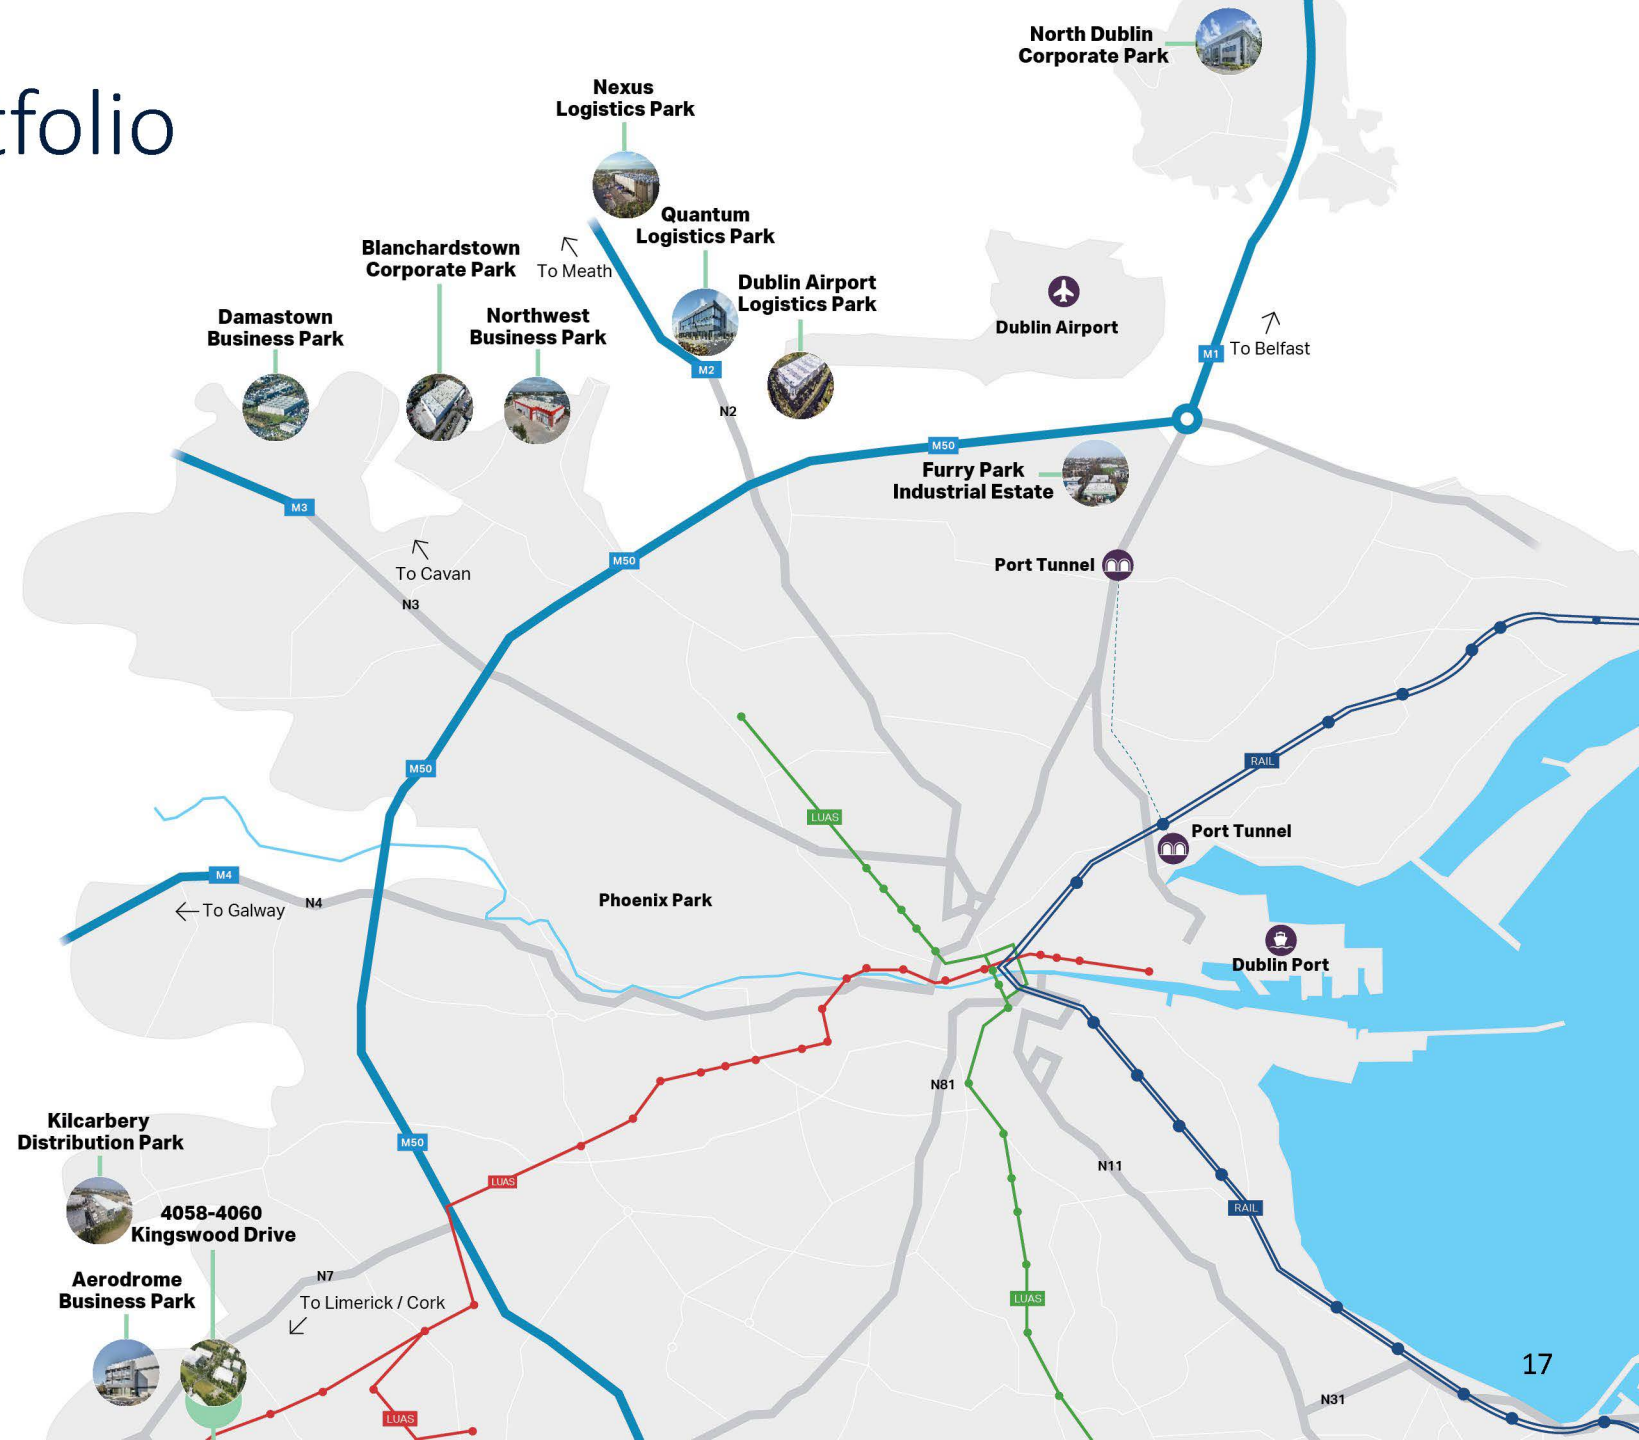 North Dublin
Corporate Park
tfolio
Nexus
Logistics Park
Quantum
Logistics Park
Blanchardstown
Corporate Park
To Meath
Dublin Airport
Logistics Park
Damastown
Business Park
Northwest
Business Park
Dublin Airport
M1
To Belfast
M2
N2
M50
Furry Park
Industrial Estate
M3
M50
Port Tunnel
To Cavan
N3
M50
RAIL
LUAS
Port Tunnel
M4
To Galway
N4
Phoenix Park
Dublin Port
N81
Kilcarbery
Distribution Park
M50
N11
LUAS
4058-4060
Kingswood Drive
RAIL
N7
Aerodrome
Business Park
To Limerick / Cork
LUAS
17
N31
LUAS